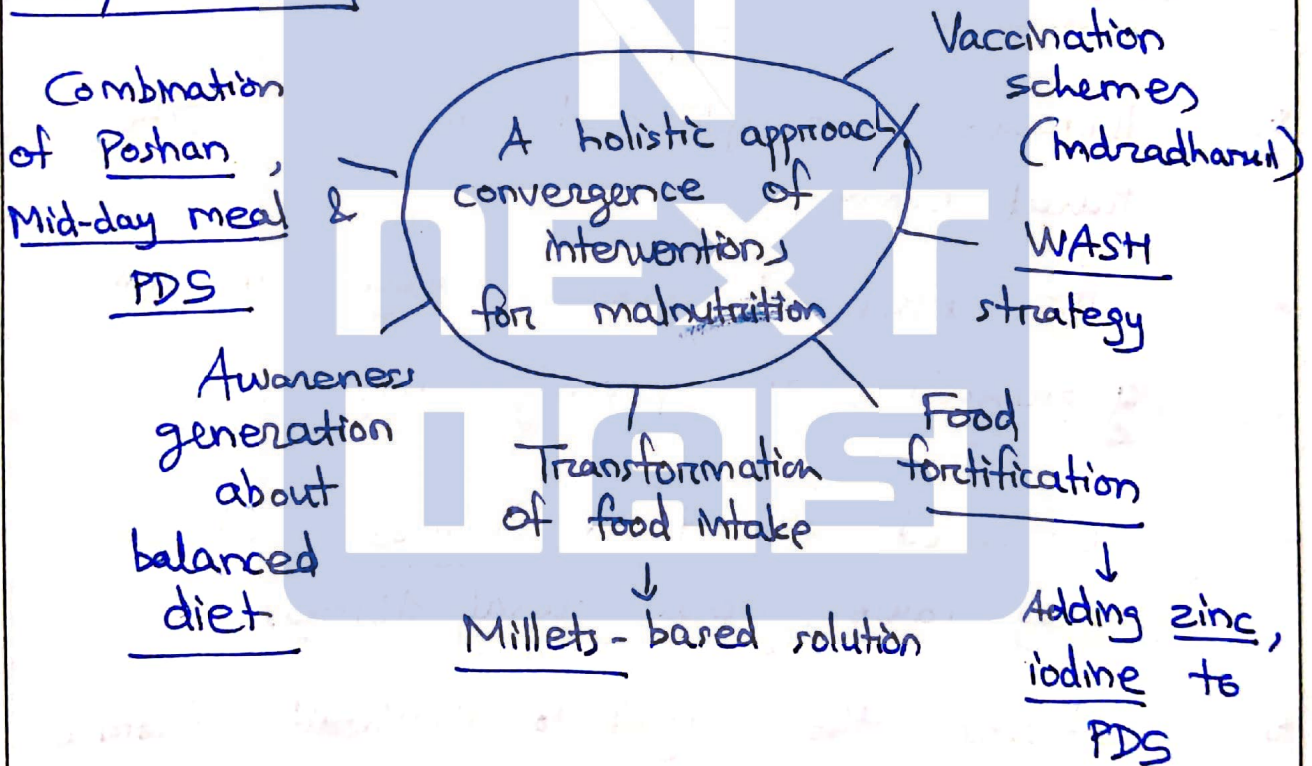 A holistic approach
convergence of
interventions
for malnutrition
Vaccination
schemes
(Indradhanush)
WASH
strategy
Food
fortification
↓
Adding zinc,
iodine to
PDS
Transformation
of food intake
↓
Millets-based solution
Awareness
generation
about
balanced
diet
Combination
of Poshan,
Mid-day meal &
PDS
NEXT
IAS